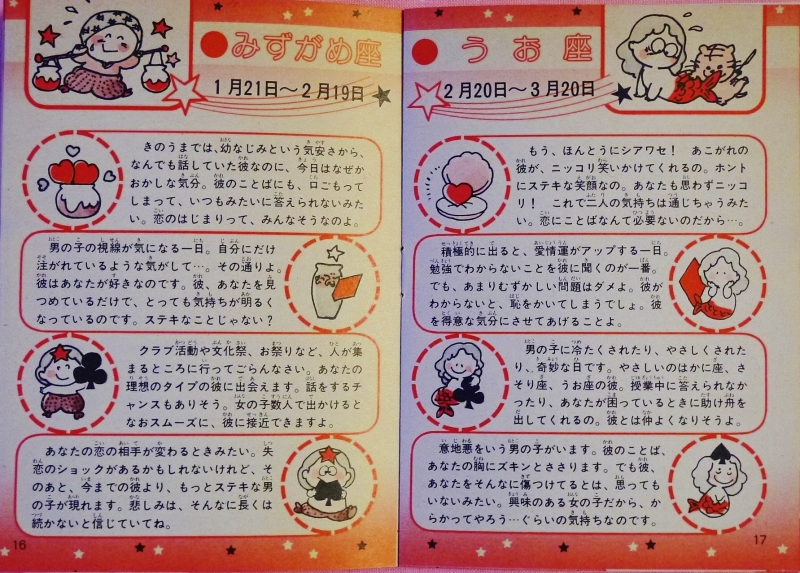 ●みずがめ座
1月21日〜2月19日
きのうまでは、幼なじみという気安さから、
なんでも話していた彼なのに、今日はなぜか
おかしな気分。彼のことばにも、口ごもって
しまって、いつもみたいに答えられないみた
い。恋のはじまりって、みんなそうなのよ。
男の子の視線が気になる一日。自分にだけ
注がれているような気がして…。その通りよ。
彼はあなたが好きなのです。彼、あなたを見
つめているだけで、とっても気持ちが明るく
なっているのです。ステキなことじゃない？
クラブ活動や文化祭、お祭りなど、人が集
まるところに行ってごらんなさい。あなたの
理想のタイプの彼に出会えます。話をするチ
ャンスもありそう。女の子数人で出かけると
なおスムーズに、彼に接近できますよ。
あなたの恋の相手が変わるときみたい。失
恋のショックがあるかもしれないけれど、そ
のあと、今までの彼より、もっとステキな男
の子が現れます。悲しみは、そんなに長くは
続かないと信じていてね。
16
●うお座
2月20日〜3月20日
もう、ほんとうにシアワセ！　あこがれの
彼が、ニッコリ笑いかけてくれるの。ホント
にステキな笑顔なの。あなたも思わずニッコ
リ！　これで二人の気持ちは通じちゃうみた
い。恋にことばなんて必要ないのだから…。
積極的に出ると、愛情運がアップする一日。
勉強でわからないことを彼に聞くのが一番。
でも、あまりむずかしい問題はダメよ。彼が
わからないと、恥をかいてしまうでしょ。彼
を得意な気分にさせてあげることよ。
男の子に冷たくされたり、やさしくされた
り、奇妙な日です。やさしいのはかに座、さ
そり座、うお座の彼。授業中に答えられなか
ったり、あなたが困っているときに助け舟を
出してくれるの。彼とは仲よくなりそうよ。
意地悪をいう男の子がいます。彼のことば、
あなたの胸にズキンとささります。でも彼、
あなたをそんなに傷つけてるとは、思っても
いないみたい。興味のある女の子だから、か
らかってやろう…ぐらいの気持ちなのです。
17